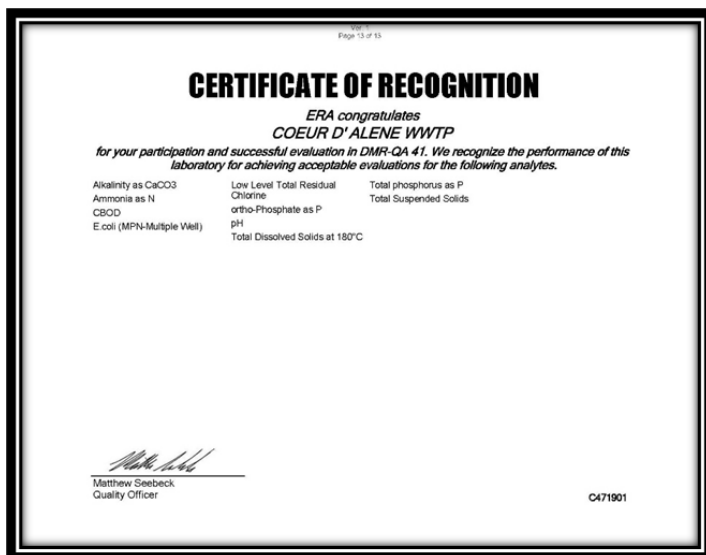 Ver. 1
Page 13 of 13
CERTIFICATE OF RECOGNITION
ERA congratulates
COEUR D' ALENE WWTP
for your participation and successful evaluation in DMR-QA 41. We recognize the performance of this
laboratory for achieving acceptable evaluations for the following analytes.
Alkalinity as CaCO3
Ammonia as N
CBOD
E.coli (MPN-Multiple Well)
Low Level Total Residual
Chlorine
ortho-Phosphate as P
pH
Total Dissolved Solids at 180°C
Total phosphorus as P
Total Suspended Solids
Matthew Seebeck
Quality Officer
C471901